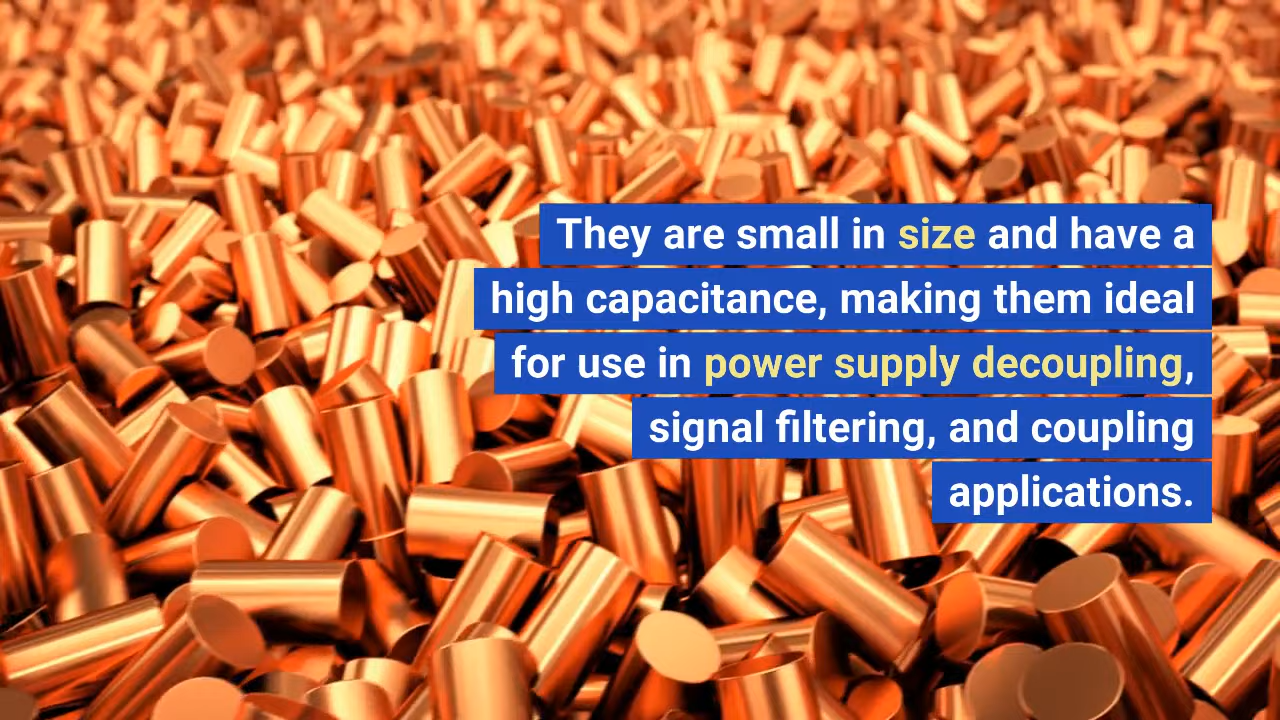 They are small in size and have a
high capacitance, making them ideal
for use in power supply decoupling,
signal filtering, and coupling
applications.